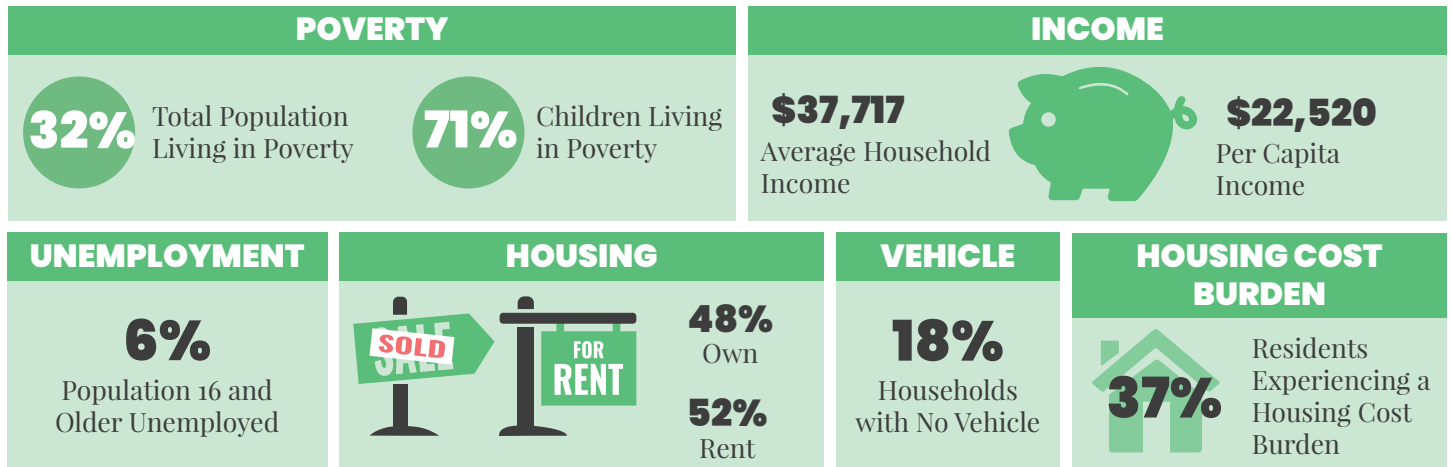 POVERTY
32%
Total Population
Living in Poverty
71%
Children Living
in Poverty
INCOME
$37,717
Average Household
Income
$22,520
Per Capita
Income
UNEMPLOYMENT
6%
Population 16 and
Older Unemployed
HOUSING
SALE
SOLD
FOR
RENT
48%
Own
52%
Rent
VEHICLE
18%
Households
with No Vehicle
HOUSING COST
BURDEN
37%
Residents
Experiencing a
Housing Cost
Burden